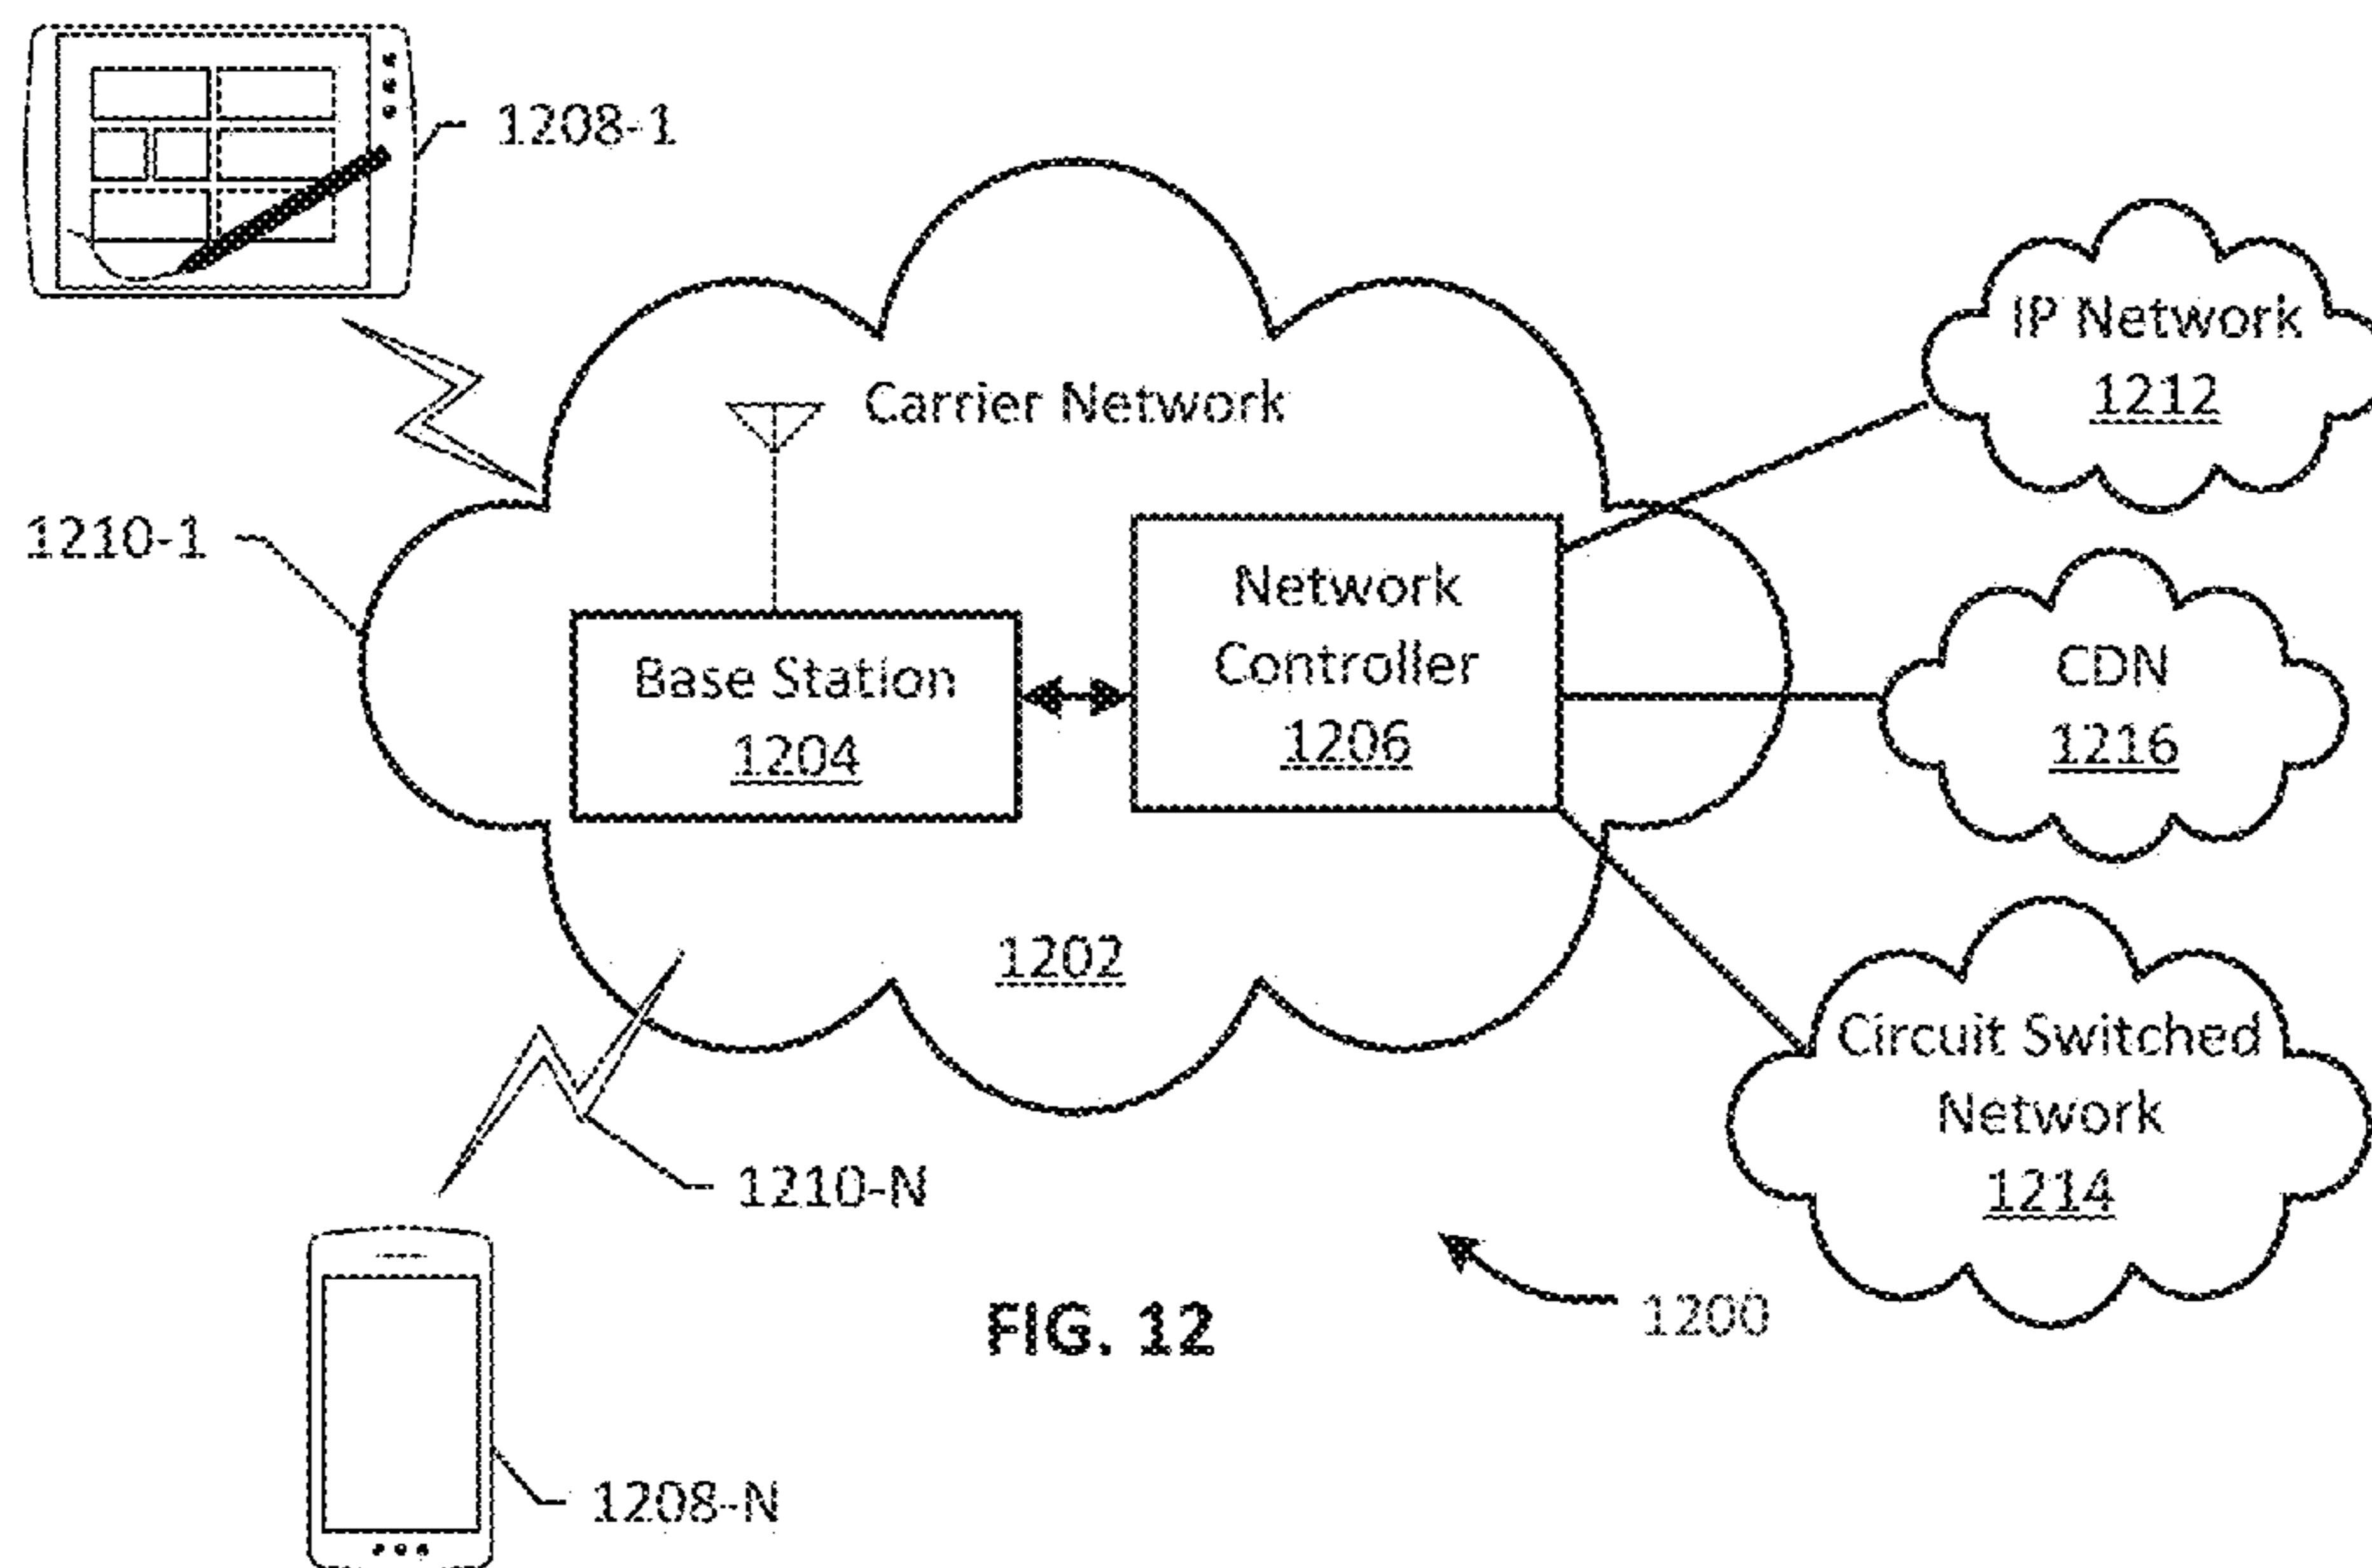 1208-1
IP Network
1212
Carrier Network
1210-1
Network
Controller
1206
Base Station
1204
CDN
1216
1202
Circuit Switched
Network
1214
1210-N
FIG. 12
1200
1208-N